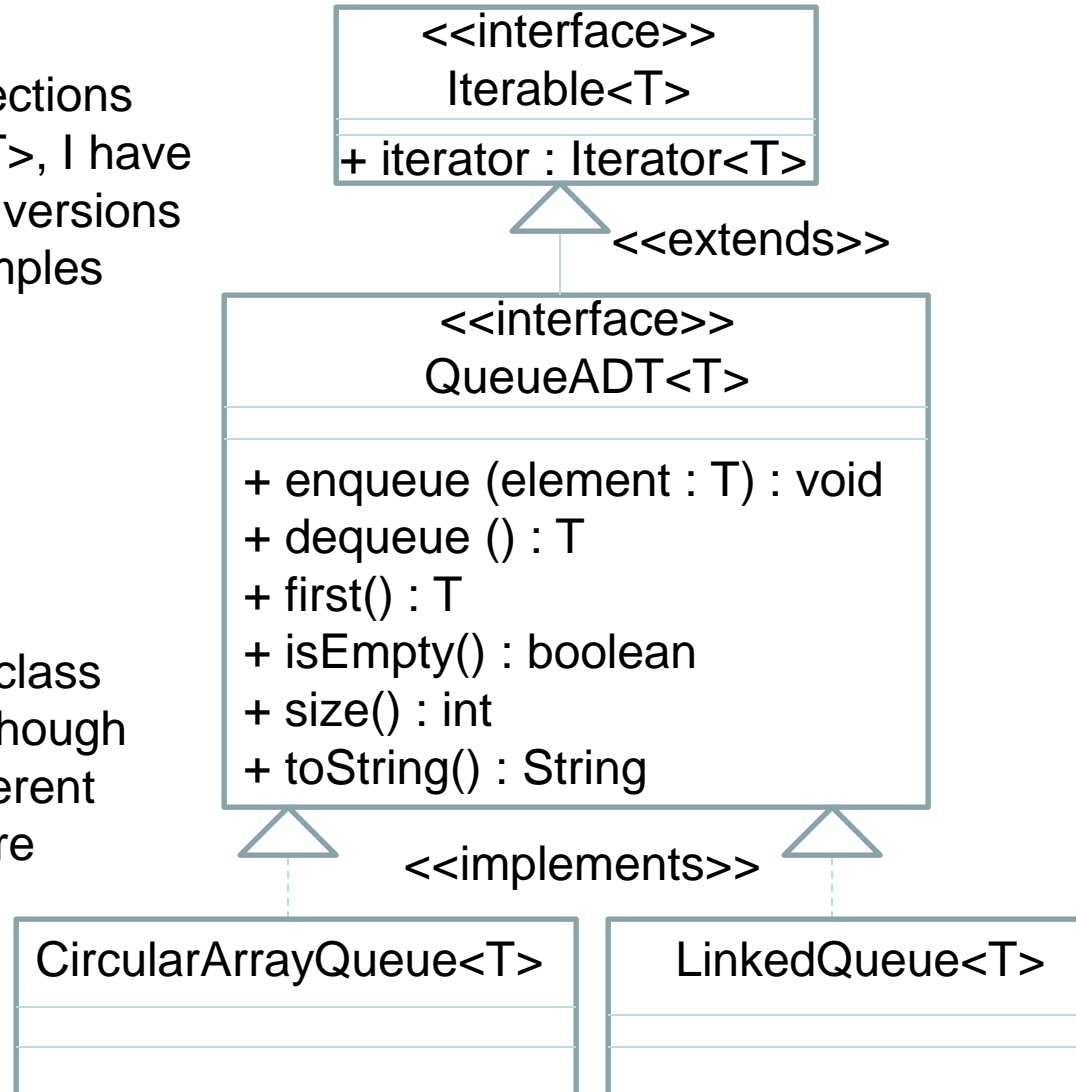 <<interface>>
Iterable<T>
+ iterator : Iterator<T>
<<extends>>
<<interface>>
QueueADT<T>
+ enqueue (element : T) : void
+ dequeue () : T
+ first() : T
+ isEmpty() : boolean
+ size() : int
+ toString() : String
<<implements>>
CircularArrayQueue<T>
LinkedQueue<T>
ections
T>, I have
versions
nples
class
hough
erent
re